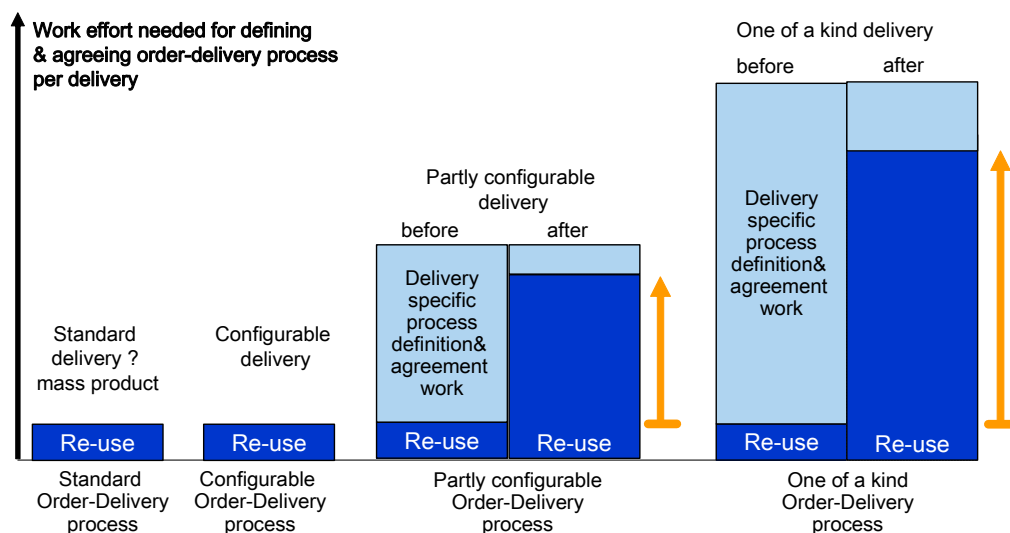 Work effort needed for defining
& agreeing order-delivery process
per delivery
One of a kind delivery
before
after
Partly configurable
delivery
before
after
Delivery
specific
process
definition&
agreement
work
Delivery
specific
process
definition&
agreement
work
Standard
delivery ?
mass product
Configurable
delivery
Re-use
Re-use
Re-use
Re-use
Re-use
Re-use
Standard
Order-Delivery
process
Configurable
Order-Delivery
process
Partly configurable
Order-Delivery
process
One of a kind
Order-Delivery
process